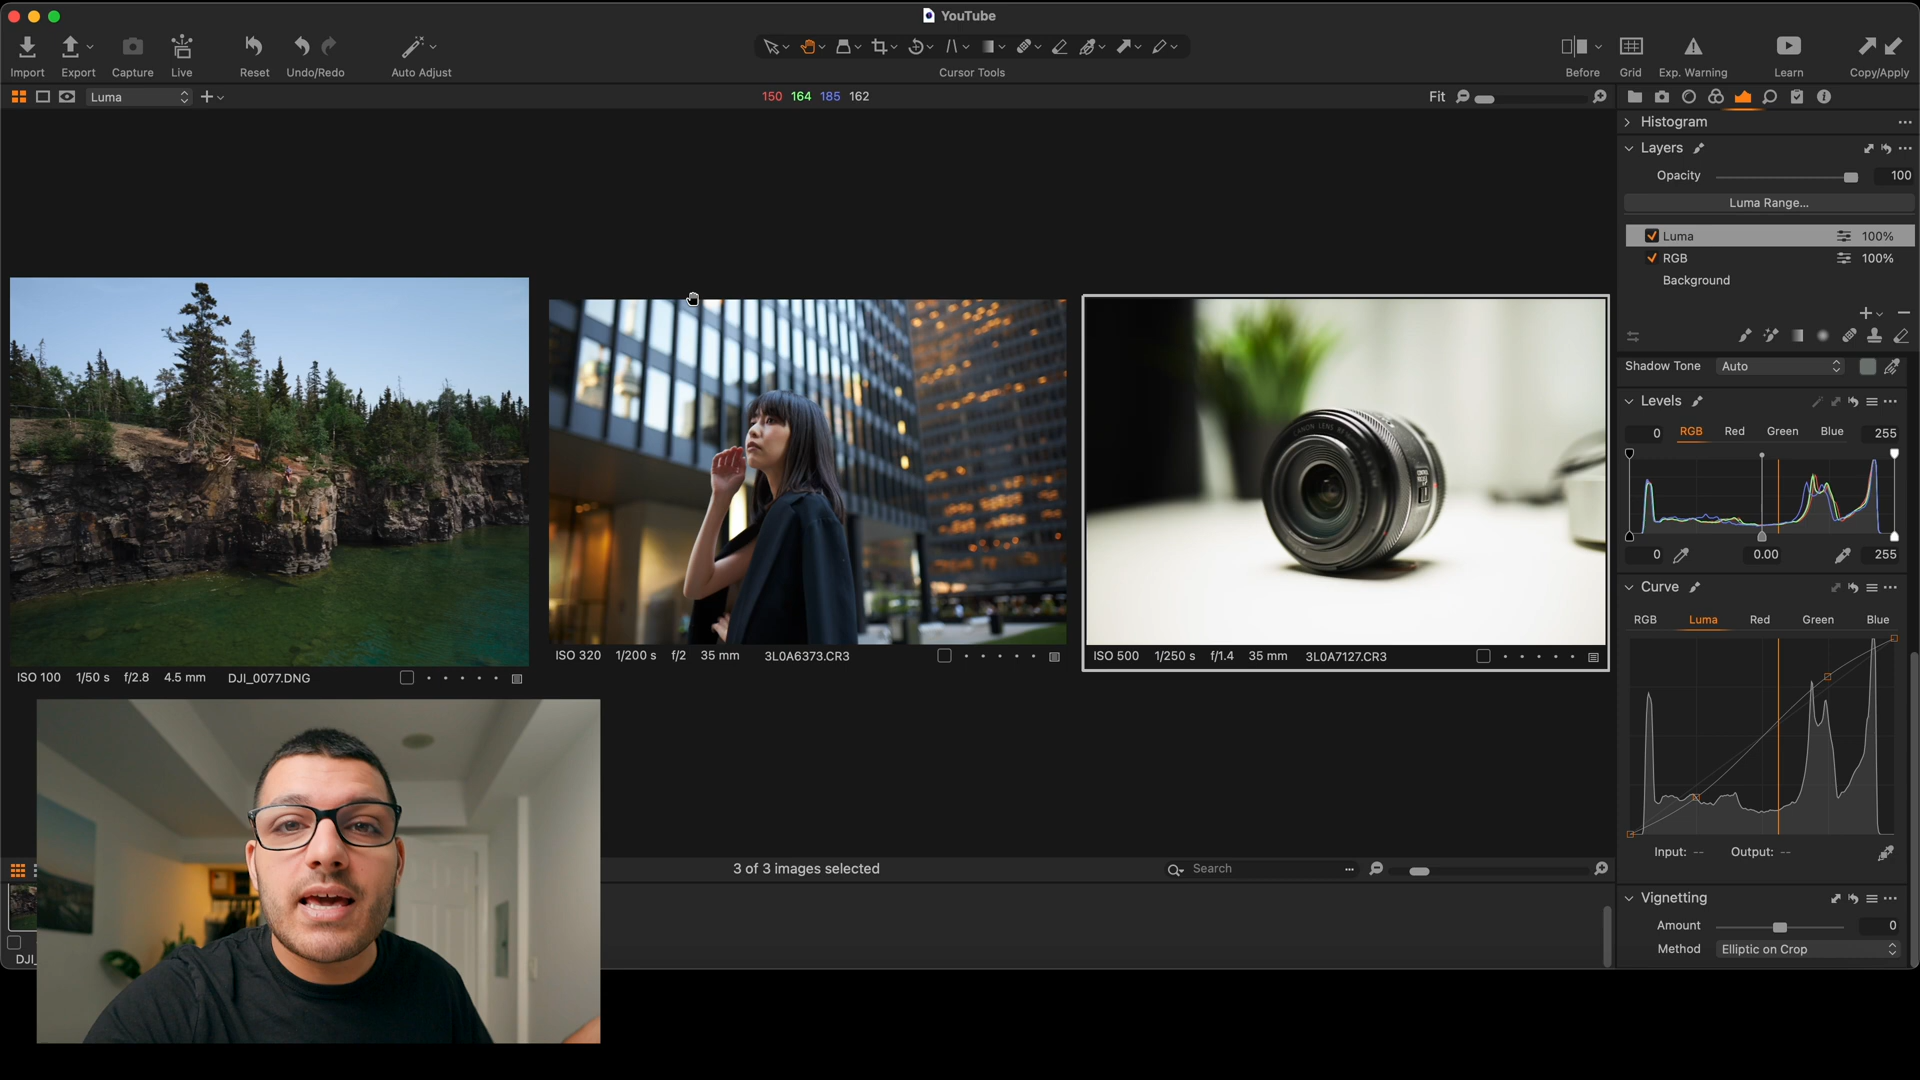 YouTube
Import
Export
Capture
Live
Reset
Undo/Redo
Auto Adjust
Cursor Tools
Before
Grid
Exp. Warning
Learn
Copy/Apply
Luma
150 164 185 162
Fit
Histogram
Layers
Opacity 100
Luma Range...
Luma 100%
RGB 100%
Background
Shadow Tone Auto
Levels
0 RGB Red Green Blue 255
0 0.00 255
Curve
RGB Luma Red Green Blue
Input: -- Output: --
Vignetting
Amount 0
Method Elliptic on Crop
CANON LENS RF
ISO 100 1/50 s f/2.8 4.5 mm DJI_0077.DNG
ISO 320 1/200 s f/2 35 mm 3L0A6373.CR3
ISO 500 1/250 s f/1.4 35 mm 3L0A7127.CR3
3 of 3 images selected
Search
DJI_